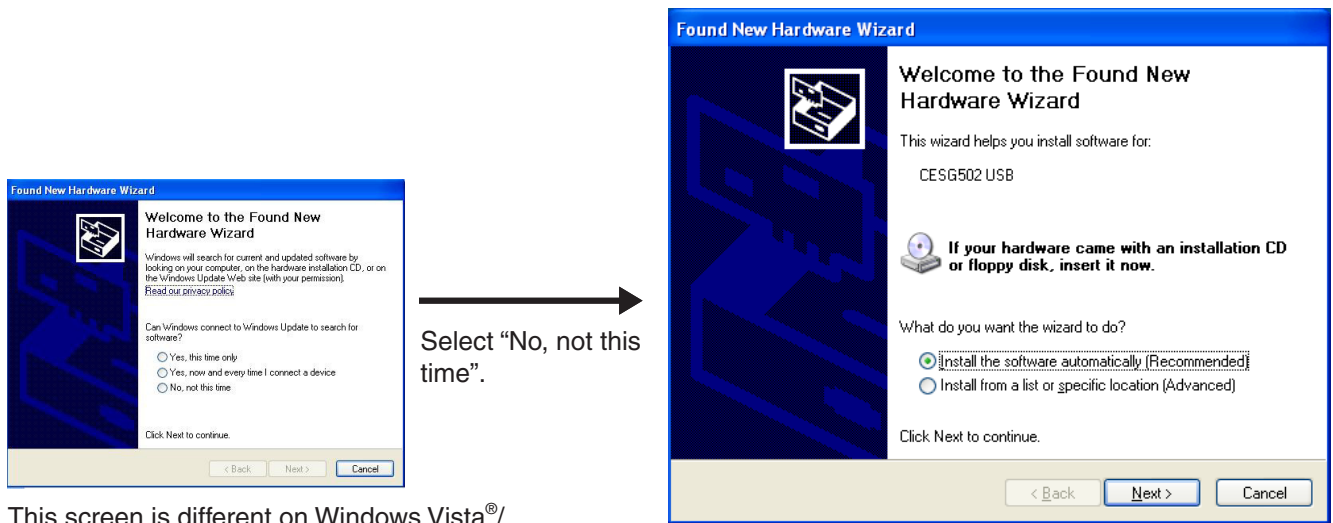 Found New Hardware Wizard
Welcome to the Found New
Hardware Wizard
Windows will search for current and updated software by
looking on your computer, on the hardware installation CD, or on
the Windows Update Web site (with your permission).
Read our privacy policy
Can Windows connect to Windows Update to search for
software?
Yes, this time only
Yes, now and every time I connect a device
No, not this time
Click Next to continue.
< Back
Next >
Cancel
This screen is different on Windows Vista®/
Select “No, not this
time”.
Found New Hardware Wizard
Welcome to the Found New
Hardware Wizard
This wizard helps you install software for:
CESG502 USB
If your hardware came with an installation CD
or floppy disk, insert it now.
What do you want the wizard to do?
Install the software automatically (Recommended)
Install from a list or specific location (Advanced)
Click Next to continue.
< Back
Next >
Cancel